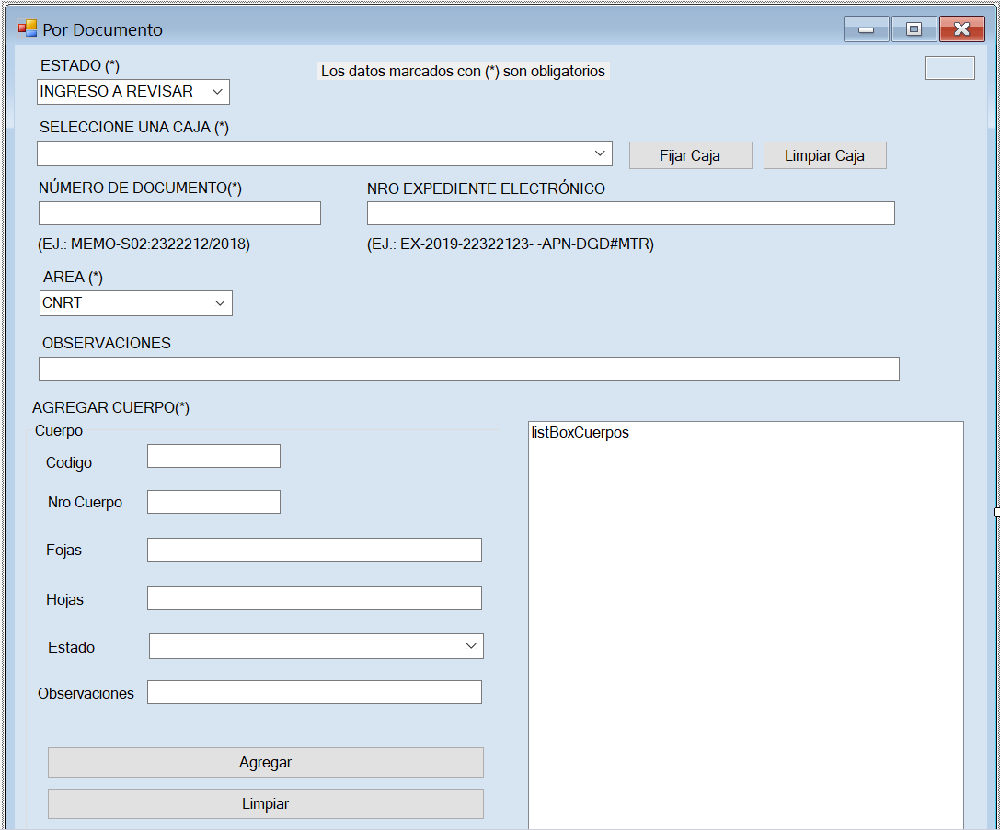 Por Documento
ESTADO (*)
Los datos marcados con (*) son obligatorios
INGRESO A REVISAR
SELECCIONE UNA CAJA (*)
Fijar Caja
Limpiar Caja
NÚMERO DE DOCUMENTO(*)
NRO EXPEDIENTE ELECTRÓNICO
(EJ.: MEMO-S02:2322212/2018)
(EJ.: EX-2019-22322123- -APN-DGD#MTR)
AREA (*)
CNRT
OBSERVACIONES
AGREGAR CUERPO(*)
Cuerpo
listBoxCuerpos
Codigo
Nro Cuerpo
Fojas
Hojas
Estado
Observaciones
Agregar
Limpiar